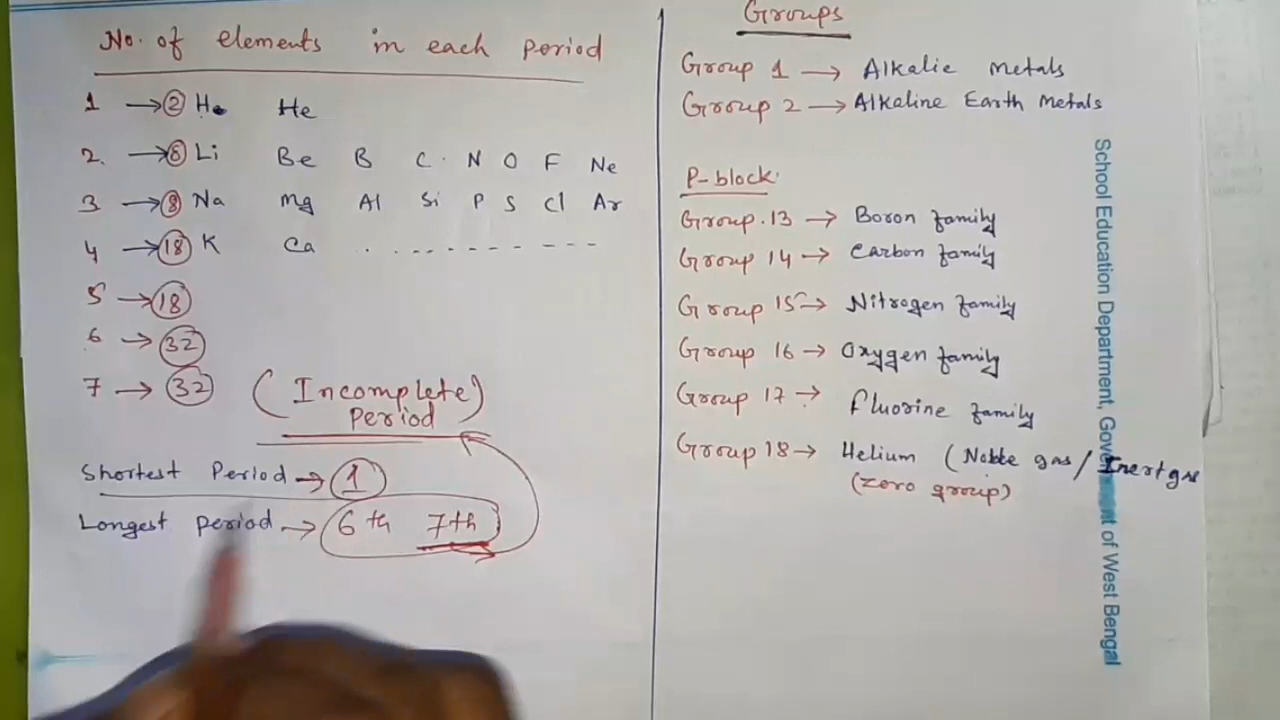 No. of elements in each period
1 → 2 He He
2. → 8 Li Be B C N O F Ne
3 → 8 Na Mg Al Si P S Cl Ar
4 → 18 K Ca . . . - - - - - - - - -
5 → 18
6 → 32
7 → 32 (Incomplete)
Period
Shortest Period → 1
Longest period → 6th 7th
Groups
Group 1 → Alkalie Metals
Group 2 → Alkaline Earth Metals
P-block
Group.13 → Boron family
Group 14 → Carbon family
Group 15 → Nitrogen family
Group 16 → Oxygen family
Group 17 → Fluorine family
Group 18 → Helium (Noble gas/Inert gas
(zero group)
School Education Department, Government of West Bengal